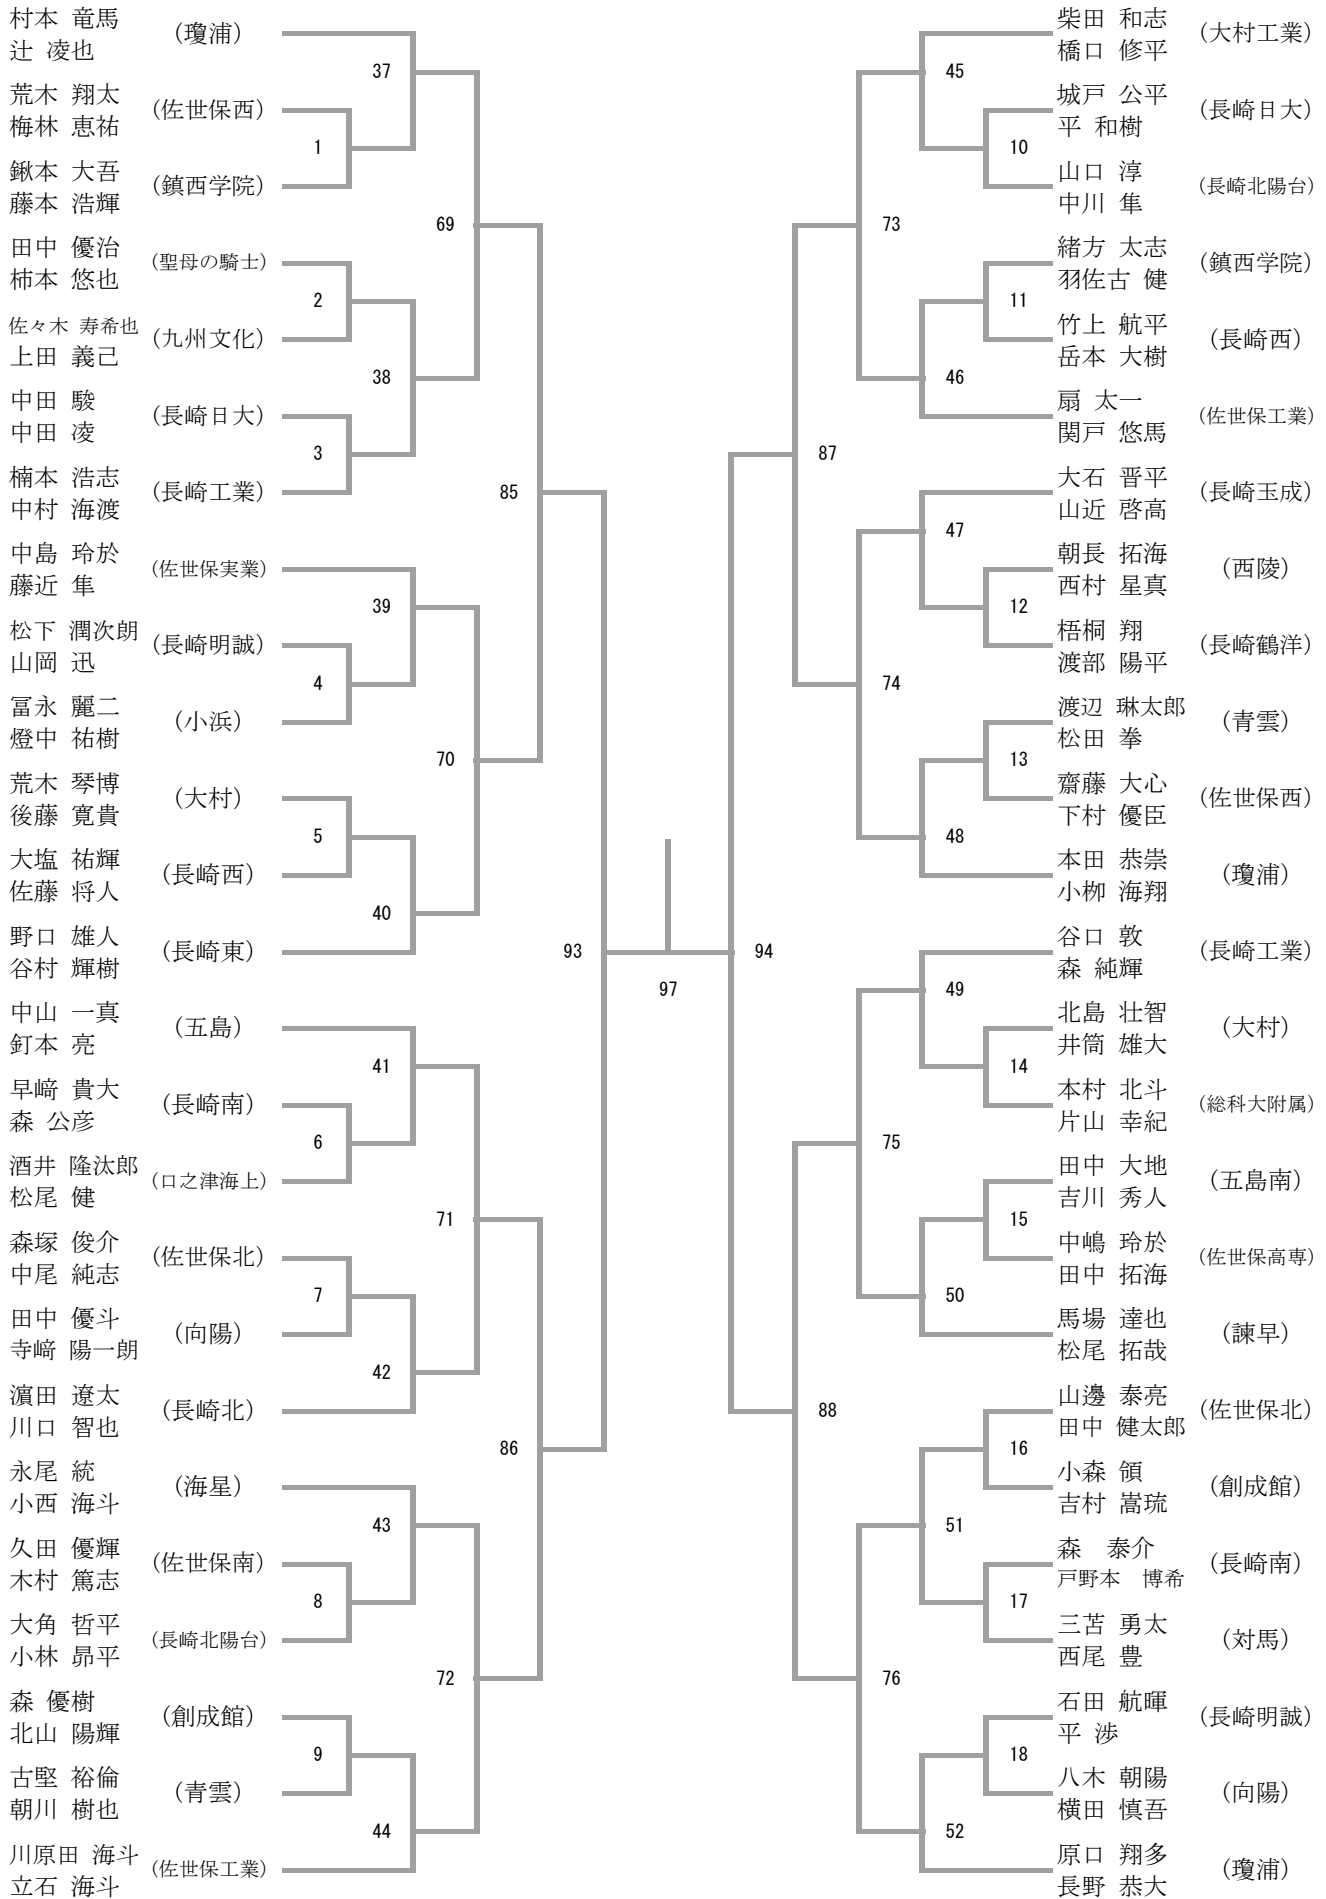 村本 竜馬
辻 凌也
(瓊浦)
荒木 翔太
梅林 恵祐
(佐世保西)
鍬本 大吾
藤本 浩輝
(鎮西学院)
田中 優治
柿本 悠也
(聖母の騎士)
佐々木 寿希也
上田 義己
(九州文化)
中田 駿
中田 凌
(長崎日大)
楠本 浩志
中村 海渡
(長崎工業)
中島 玲於
藤近 隼
(佐世保実業)
松下 潤次朗
山岡 迅
(長崎明誠)
冨永 麗二
燈中 祐樹
(小浜)
荒木 琴博
後藤 寛貴
(大村)
大塩 祐輝
佐藤 将人
(長崎西)
野口 雄人
谷村 輝樹
(長崎東)
中山 一真
釘本 亮
(五島)
早﨑 貴大
森 公彦
(長崎南)
酒井 隆汰郎
松尾 健
(口之津海上)
森塚 俊介
中尾 純志
(佐世保北)
田中 優斗
寺﨑 陽一朗
(向陽)
濵田 遼太
川口 智也
(長崎北)
永尾 統
小西 海斗
(海星)
久田 優輝
木村 篤志
(佐世保南)
大角 哲平
小林 昴平
(長崎北陽台)
森 優樹
北山 陽輝
(創成館)
古堅 裕倫
朝川 樹也
(青雲)
川原田 海斗
立石 海斗
(佐世保工業)
1
2
3
4
5
6
7
8
9
37
38
39
40
41
42
43
44
69
70
71
72
85
86
93
97
94
87
88
73
74
75
76
45
46
47
48
49
50
51
52
10
11
12
13
14
15
16
17
18
柴田 和志
橋口 修平
(大村工業)
城戸 公平
平 和樹
(長崎日大)
山口 淳
中川 隼
(長崎北陽台)
緒方 太志
羽佐古 健
(鎮西学院)
竹上 航平
岳本 大樹
(長崎西)
扇 太一
関戸 悠馬
(佐世保工業)
大石 晋平
山近 啓高
(長崎玉成)
朝長 拓海
西村 星真
(西陵)
梧桐 翔
渡部 陽平
(長崎鶴洋)
渡辺 琳太郎
松田 拳
(青雲)
齋藤 大心
下村 優臣
(佐世保西)
本田 恭崇
小栁 海翔
(瓊浦)
谷口 敦
森 純輝
(長崎工業)
北島 壮智
井筒 雄大
(大村)
本村 北斗
片山 幸紀
(総科大附属)
田中 大地
吉川 秀人
(五島南)
中嶋 玲於
田中 拓海
(佐世保高専)
馬場 達也
松尾 拓哉
(諫早)
山邊 泰亮
田中 健太郎
(佐世保北)
小森 領
吉村 嵩琉
(創成館)
森 泰介
戸野本 博希
(長崎南)
三苫 勇太
西尾 豊
(対馬)
石田 航暉
平 渉
(長崎明誠)
八木 朝陽
横田 慎吾
(向陽)
原口 翔多
長野 恭大
(瓊浦)